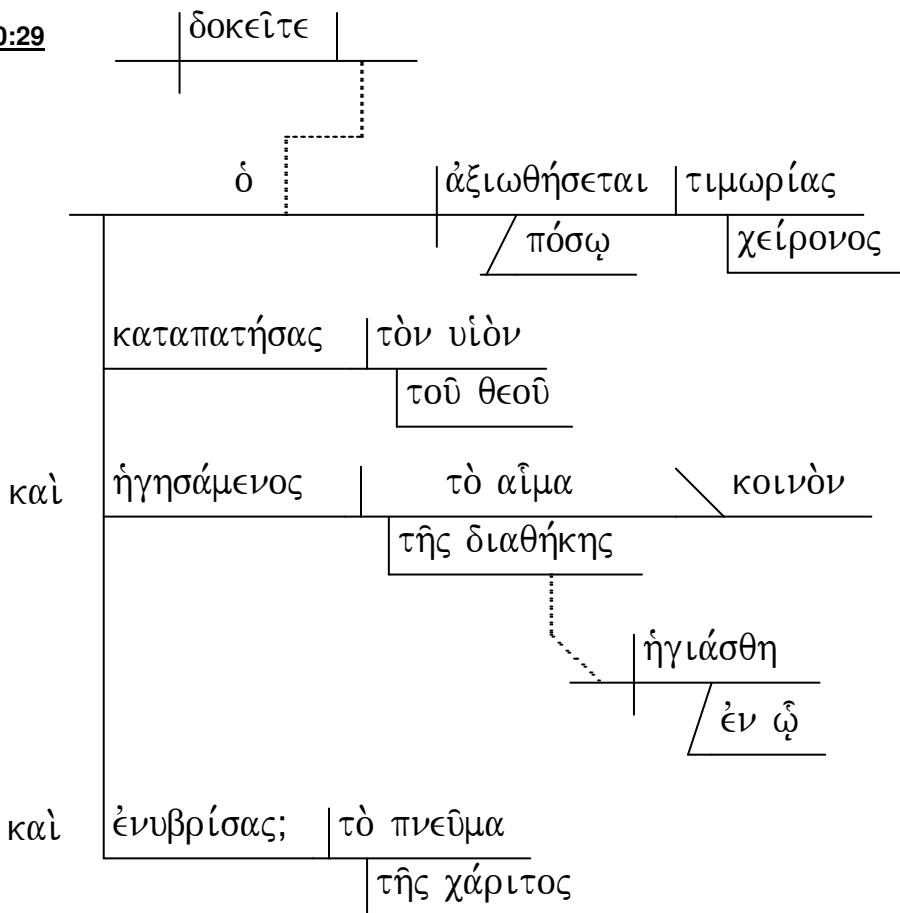 0:29
δοκεῖτε
ὁ ἀξιωθήσεται τιμωρίας
πόσῳ χείρονος
καταπατήσας τὸν υἱὸν
τοῦ θεοῦ
καὶ ἡγησάμενος τὸ αἷμα κοινὸν
τῆς διαθήκης
ἡγιάσθη
ἐν ᾧ
καὶ ἐνυβρίσας; τὸ πνεῦμα
τῆς χάριτος